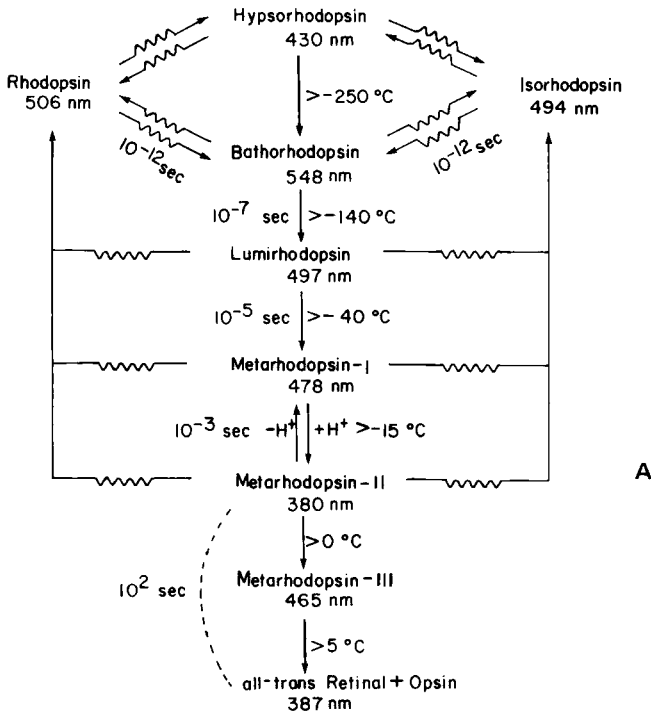 Hypsorhodopsin
430 nm
Rhodopsin
506 nm
Isorhodopsin
494 nm
>-250 °C
10-12 sec
10-12 sec
Bathorhodopsin
548 nm
10-7 sec >-140 °C
Lumirhodopsin
497 nm
10-5 sec >- 40 °C
Metarhodopsin-I
478 nm
10-3 sec -H+ +H+ >-15 °C
A
Metarhodopsin-II
380 nm
>0 °C
102 sec
Metarhodopsin-III
465 nm
>5 °C
all-trans Retinal + Opsin
387 nm